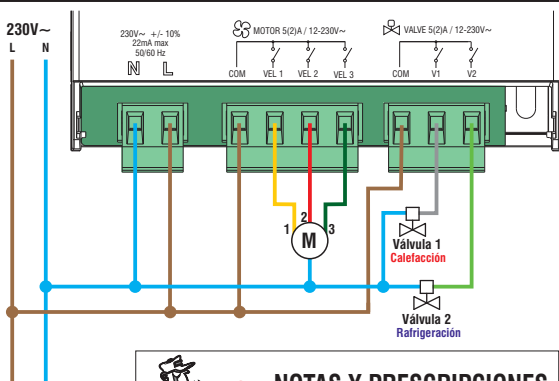 230V~
L N
230V~ +/- 10%
22mA max
50/60 Hz
N L
MOTOR 5(2)A / 12-230V~
COM VEL 1 VEL 2 VEL 3
VALVE 5(2)A / 12-230V~
COM V1 V2
1 2 3
M
Válvula 1
Calefacción
Válvula 2
Rafrigeración
NOTAS Y PRESCRIPCIONES